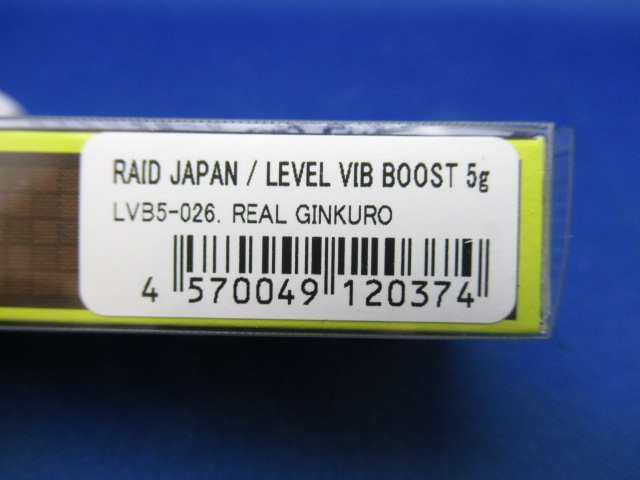 RAID JAPAN / LEVEL VIB BOOST 5g
LVB5-026. REAL GINKURO
4 570049 120374